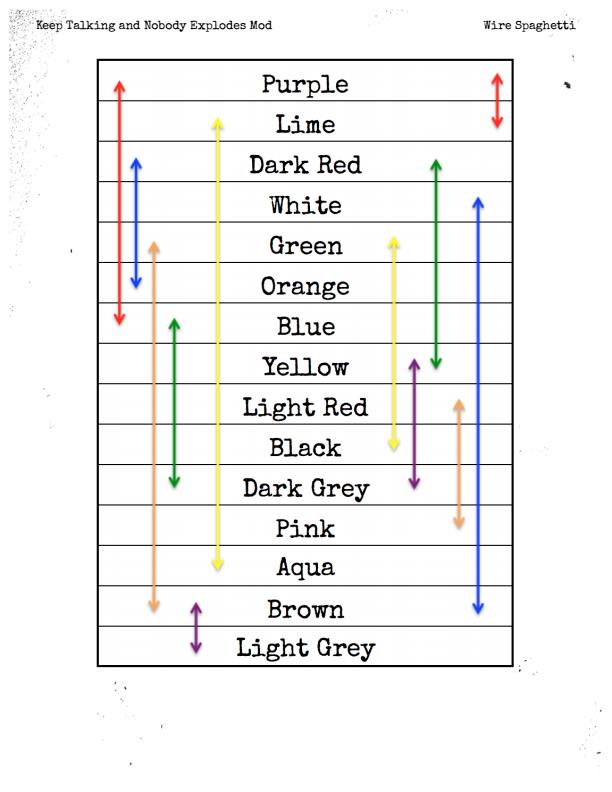 Keep Talking and Nobody Explodes Mod
Wire Spaghetti
Purple
Lime
Dark Red
White
Green
Orange
Blue
Yellow
Light Red
Black
Dark Grey
Pink
Aqua
Brown
Light Grey